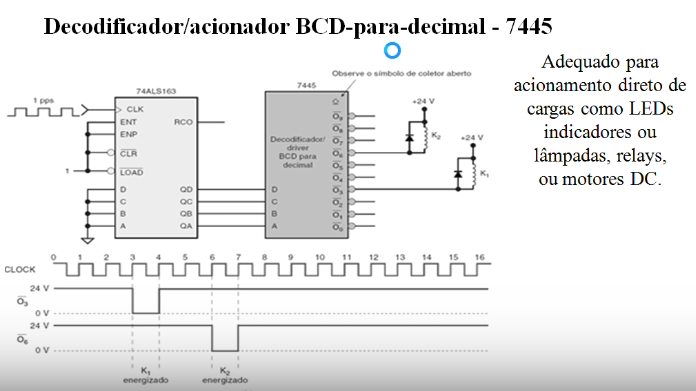 Decodificador/acionador BCD-para-decimal - 7445
Adequado para
acionamento direto de
cargas como LEDs
indicadores ou
lâmpadas, relays,
ou motores DC.
Observe o símbolo de coletor aberto
74ALS163
7445
1 pps
CLK
ENT
ENP
CLR
LOAD
1
D
C
B
A
RCO
QD
QC
QB
QA
Decodificador/
driver
BCD para
decimal
D
C
B
A
O9
O8
O7
O6
O5
O4
O3
O2
O1
O0
+24 V
K2
+24 V
K1
0 1 2 3 4 5 6 7 8 9 10 11 12 13 14 15 16
CLOCK
24 V
O3
0 V
24 V
O6
0 V
K1
energizado
K2
energizado